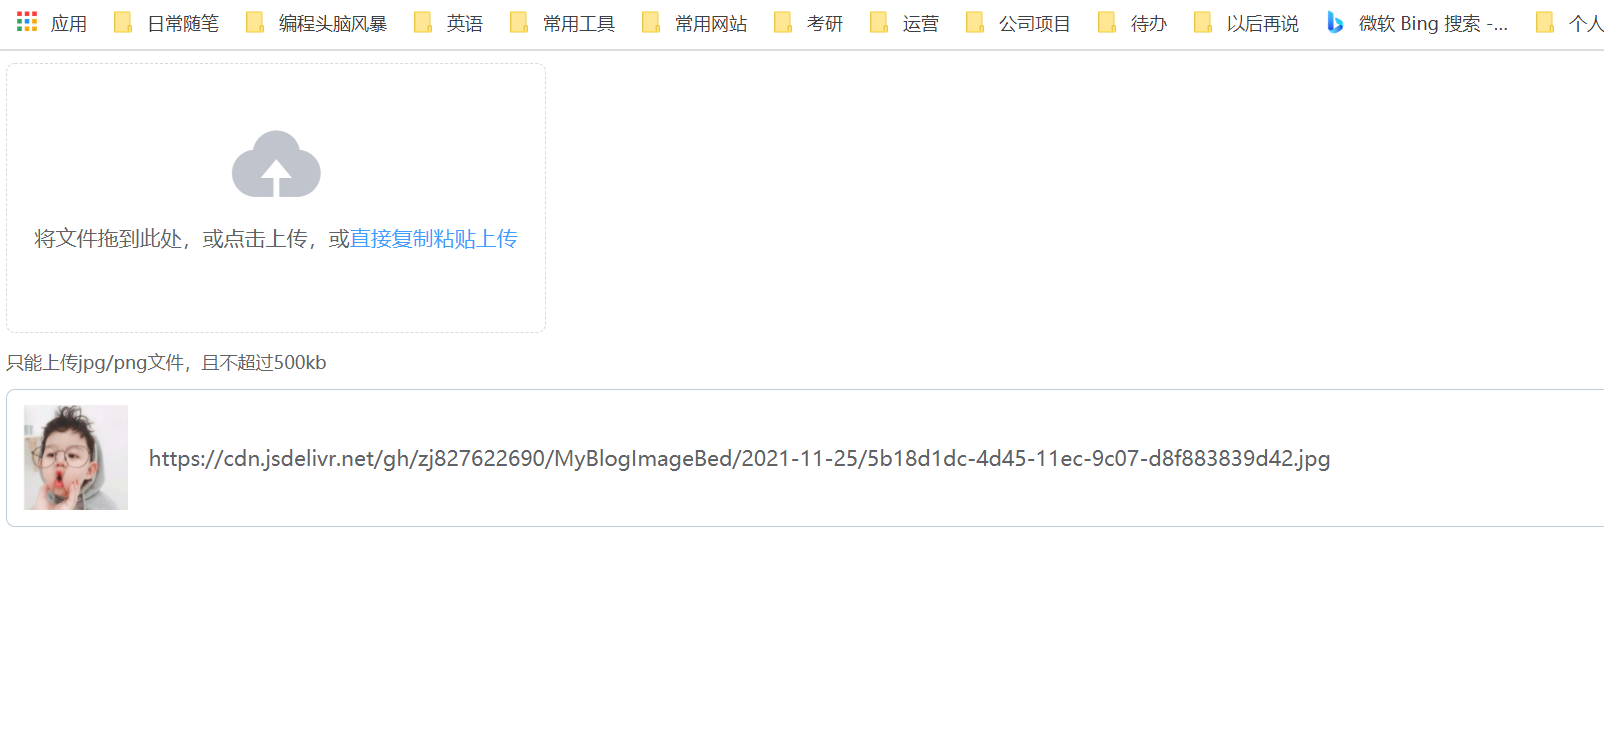 应用 日常随笔 编程头脑风暴 英语 常用工具 常用网站 考研 运营 公司项目 待办 以后再说 微软 Bing 搜索 -... 个人
将文件拖到此处，或点击上传，或直接复制粘贴上传
只能上传jpg/png文件，且不超过500kb
https://cdn.jsdelivr.net/gh/zj827622690/MyBlogImageBed/2021-11-25/5b18d1dc-4d45-11ec-9c07-d8f883839d42.jpg